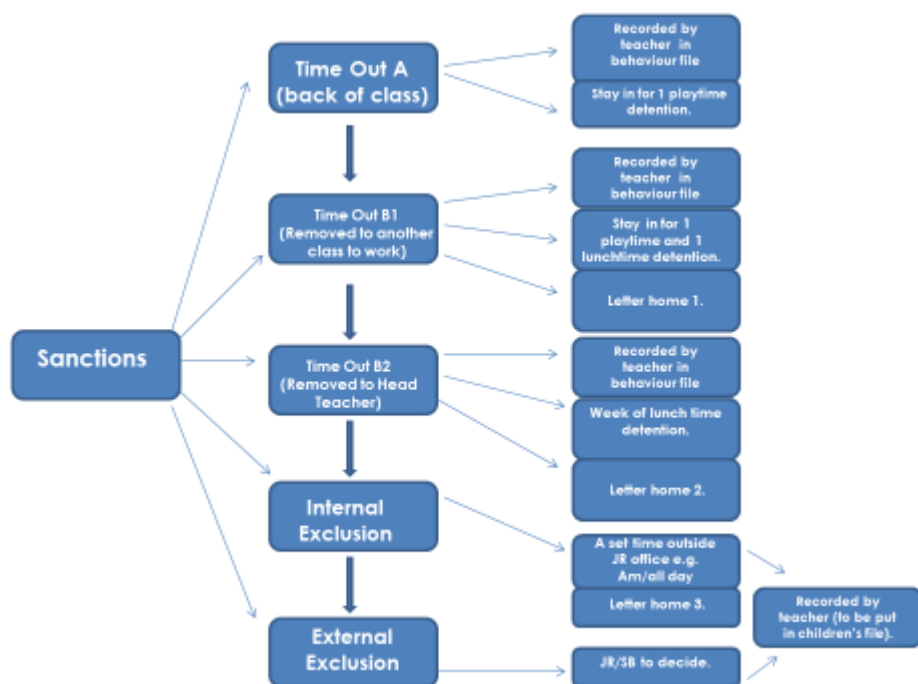 Sanctions
Time Out A
(back of class)
Recorded by
teacher in
behaviour file
Stay in for 1 playtime
detention.
Time Out B1
(Removed to another
class to work)
Recorded by
teacher in
behaviour file
Stay in for 1
playtime and 1
lunchtime detention.
Letter home 1.
Time Out B2
(Removed to Head
Teacher)
Recorded by
teacher in
behaviour file
Week of lunch time
detention.
Letter home 2.
Internal
Exclusion
A set time outside
JR office e.g.
Am/all day
Letter home 3.
External
Exclusion
JR/SB to decide.
Recorded by
teacher (to be put
in children's file).